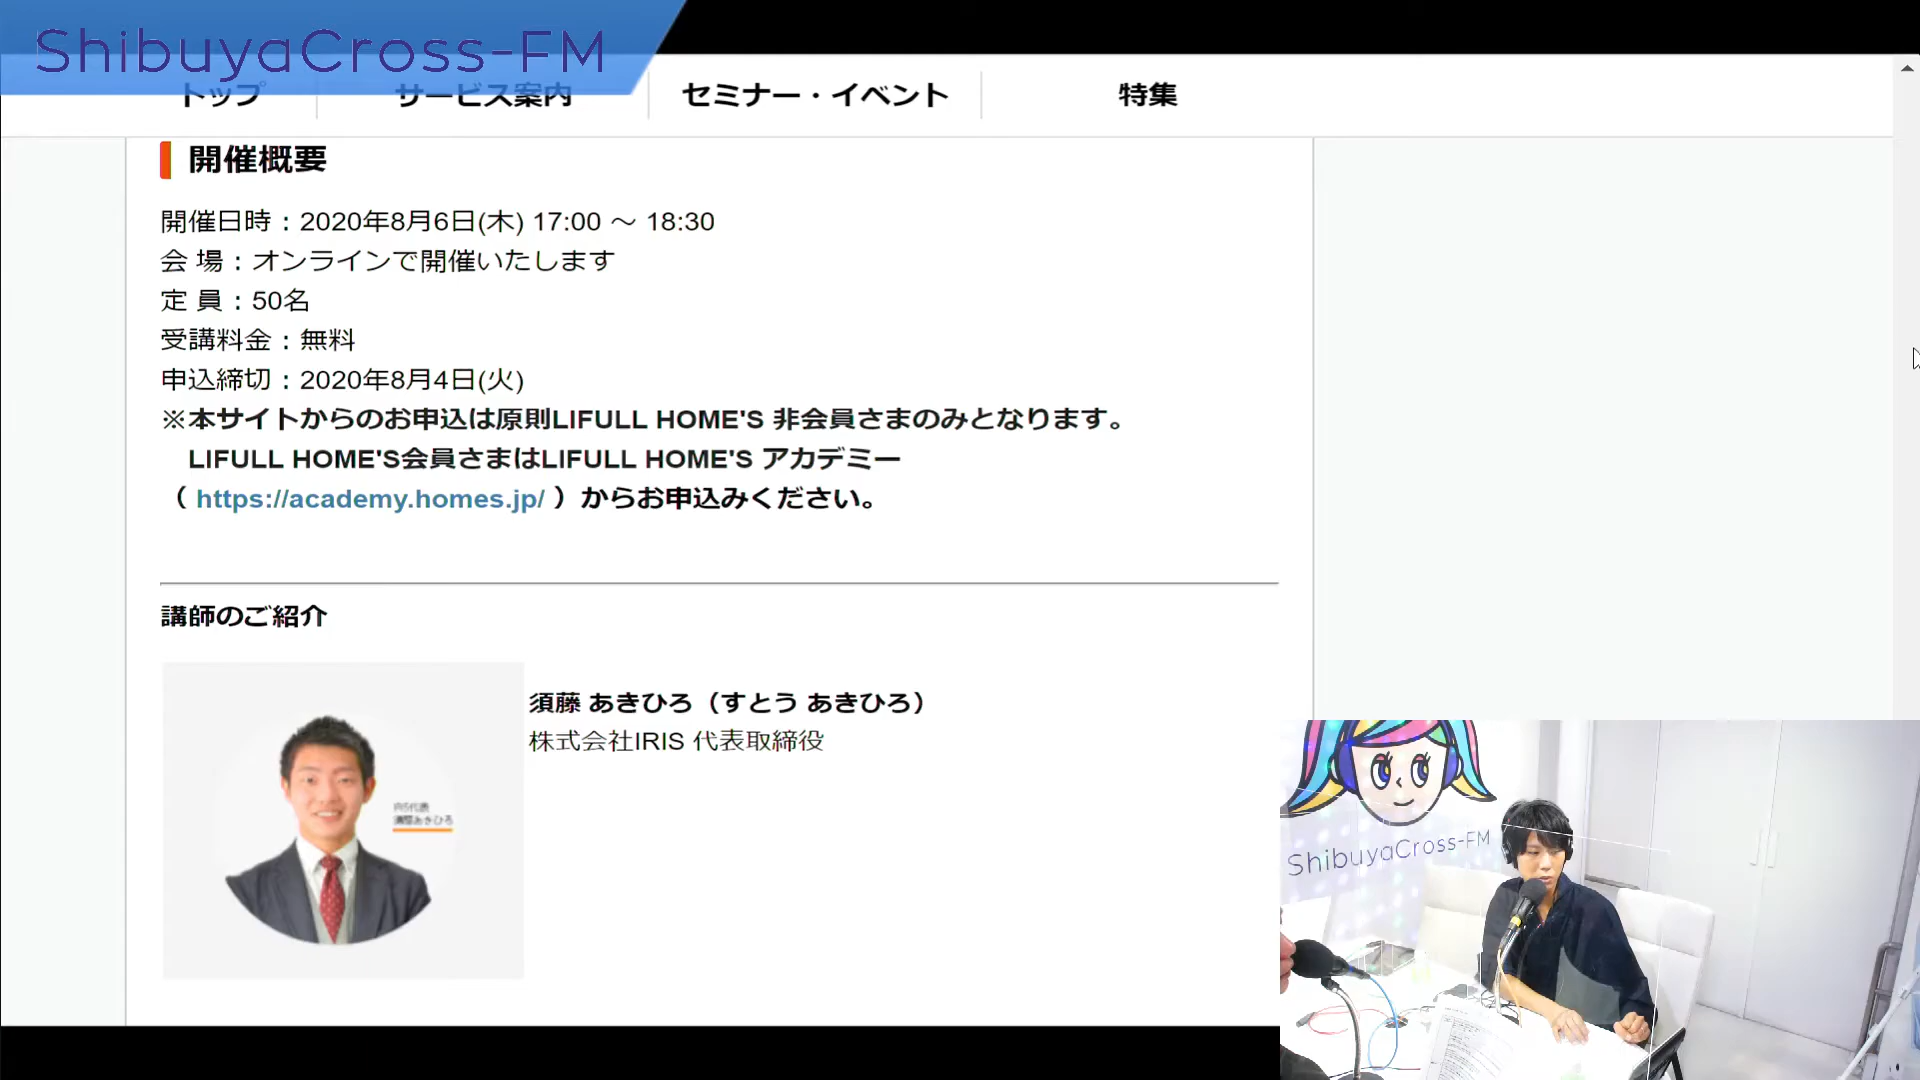 ShibuyaCross-FM
トップ
サービス案内
セミナー・イベント
特集
開催概要
開催日時：2020年8月6日(木) 17:00 ～ 18:30
会 場：オンラインで開催いたします
定 員：50名
受講料金：無料
申込締切：2020年8月4日(火)
※本サイトからのお申込は原則LIFULL HOME'S 非会員さまのみとなります。
LIFULL HOME'S会員さまはLIFULL HOME'S アカデミー
（ https://academy.homes.jp/ ）からお申込みください。
講師のご紹介
須藤 あきひろ（すとう あきひろ）
株式会社IRIS 代表取締役
須藤あきひろ
ShibuyaCross-FM